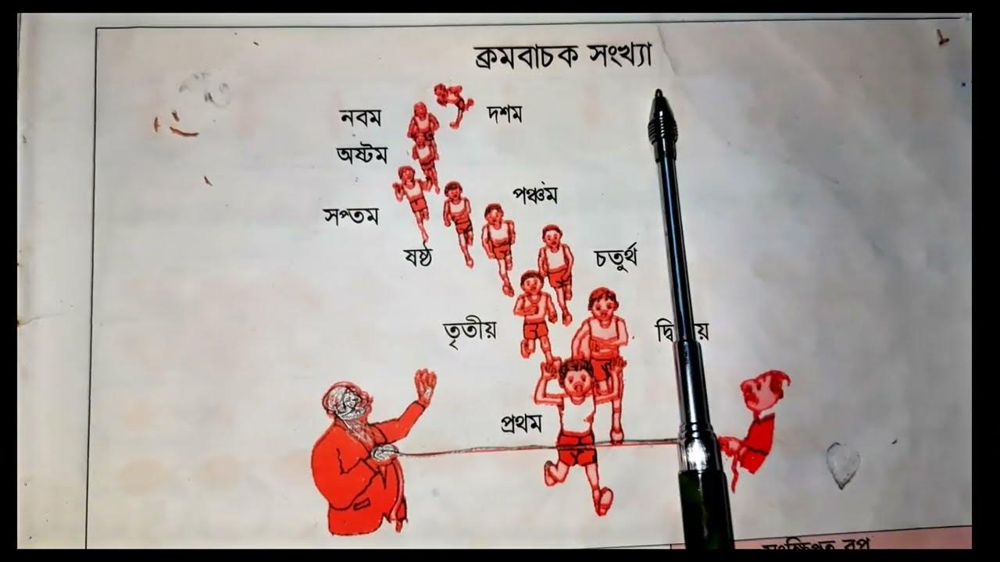 ক্রমবাচক সংখ্যা
নবম
দশম
অষ্টম
পঞ্চম
সপ্তম
ষষ্ঠ
চতুর্থ
তৃতীয়
প্রথম